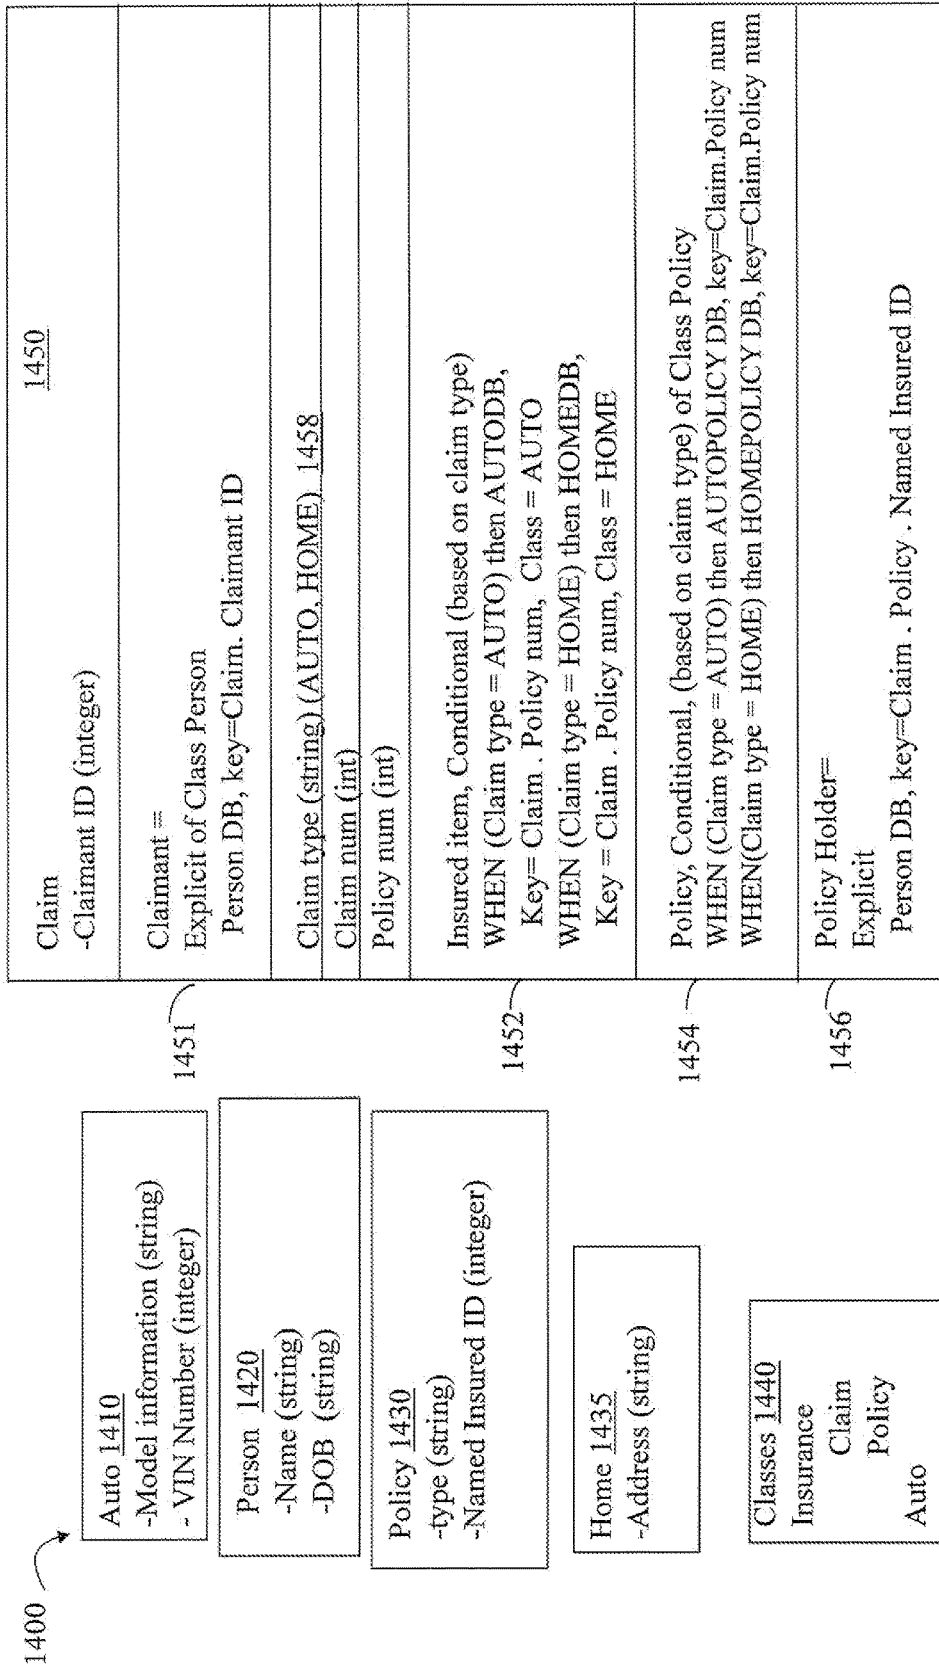 1400
Auto 1410
-Model information (string)
- VIN Number (integer)
Person 1420
-Name (string)
-DOB (string)
Policy 1430
-type (string)
-Named Insured ID (integer)
Home 1435
-Address (string)
Classes 1440
Insurance
Claim
Policy
Auto
Claim
1450
-Claimant ID (integer)
1451
Claimant =
Explicit of Class Person
Person DB, key=Claim. Claimant ID
Claim type (string) (AUTO, HOME) 1458
Claim num (int)
Policy num (int)
1452
Insured item, Conditional (based on claim type)
WHEN (Claim type = AUTO) then AUTODB,
Key= Claim . Policy num, Class = AUTO
WHEN (Claim type = HOME) then HOMEDB,
Key = Claim . Policy num, Class = HOME
1454
Policy, Conditional, (based on claim type) of Class Policy
WHEN (Claim type = AUTO) then AUTOPOLICY DB, key=Claim.Policy num
WHEN(Claim type = HOME) then HOMEPOLICY DB, key=Claim.Policy num
1456
Policy Holder=
Explicit
Person DB, key=Claim . Policy . Named Insured ID